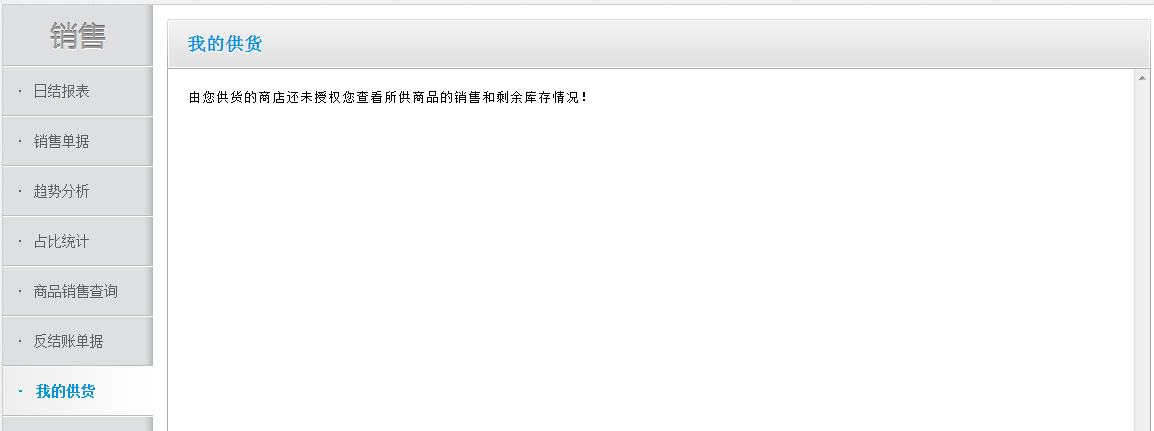 销售
· 日结报表
· 销售单据
· 趋势分析
· 占比统计
· 商品销售查询
· 反结账单据
· 我的供货
我的供货
由您供货的商店还未授权您查看所供商品的销售和剩余库存情况！